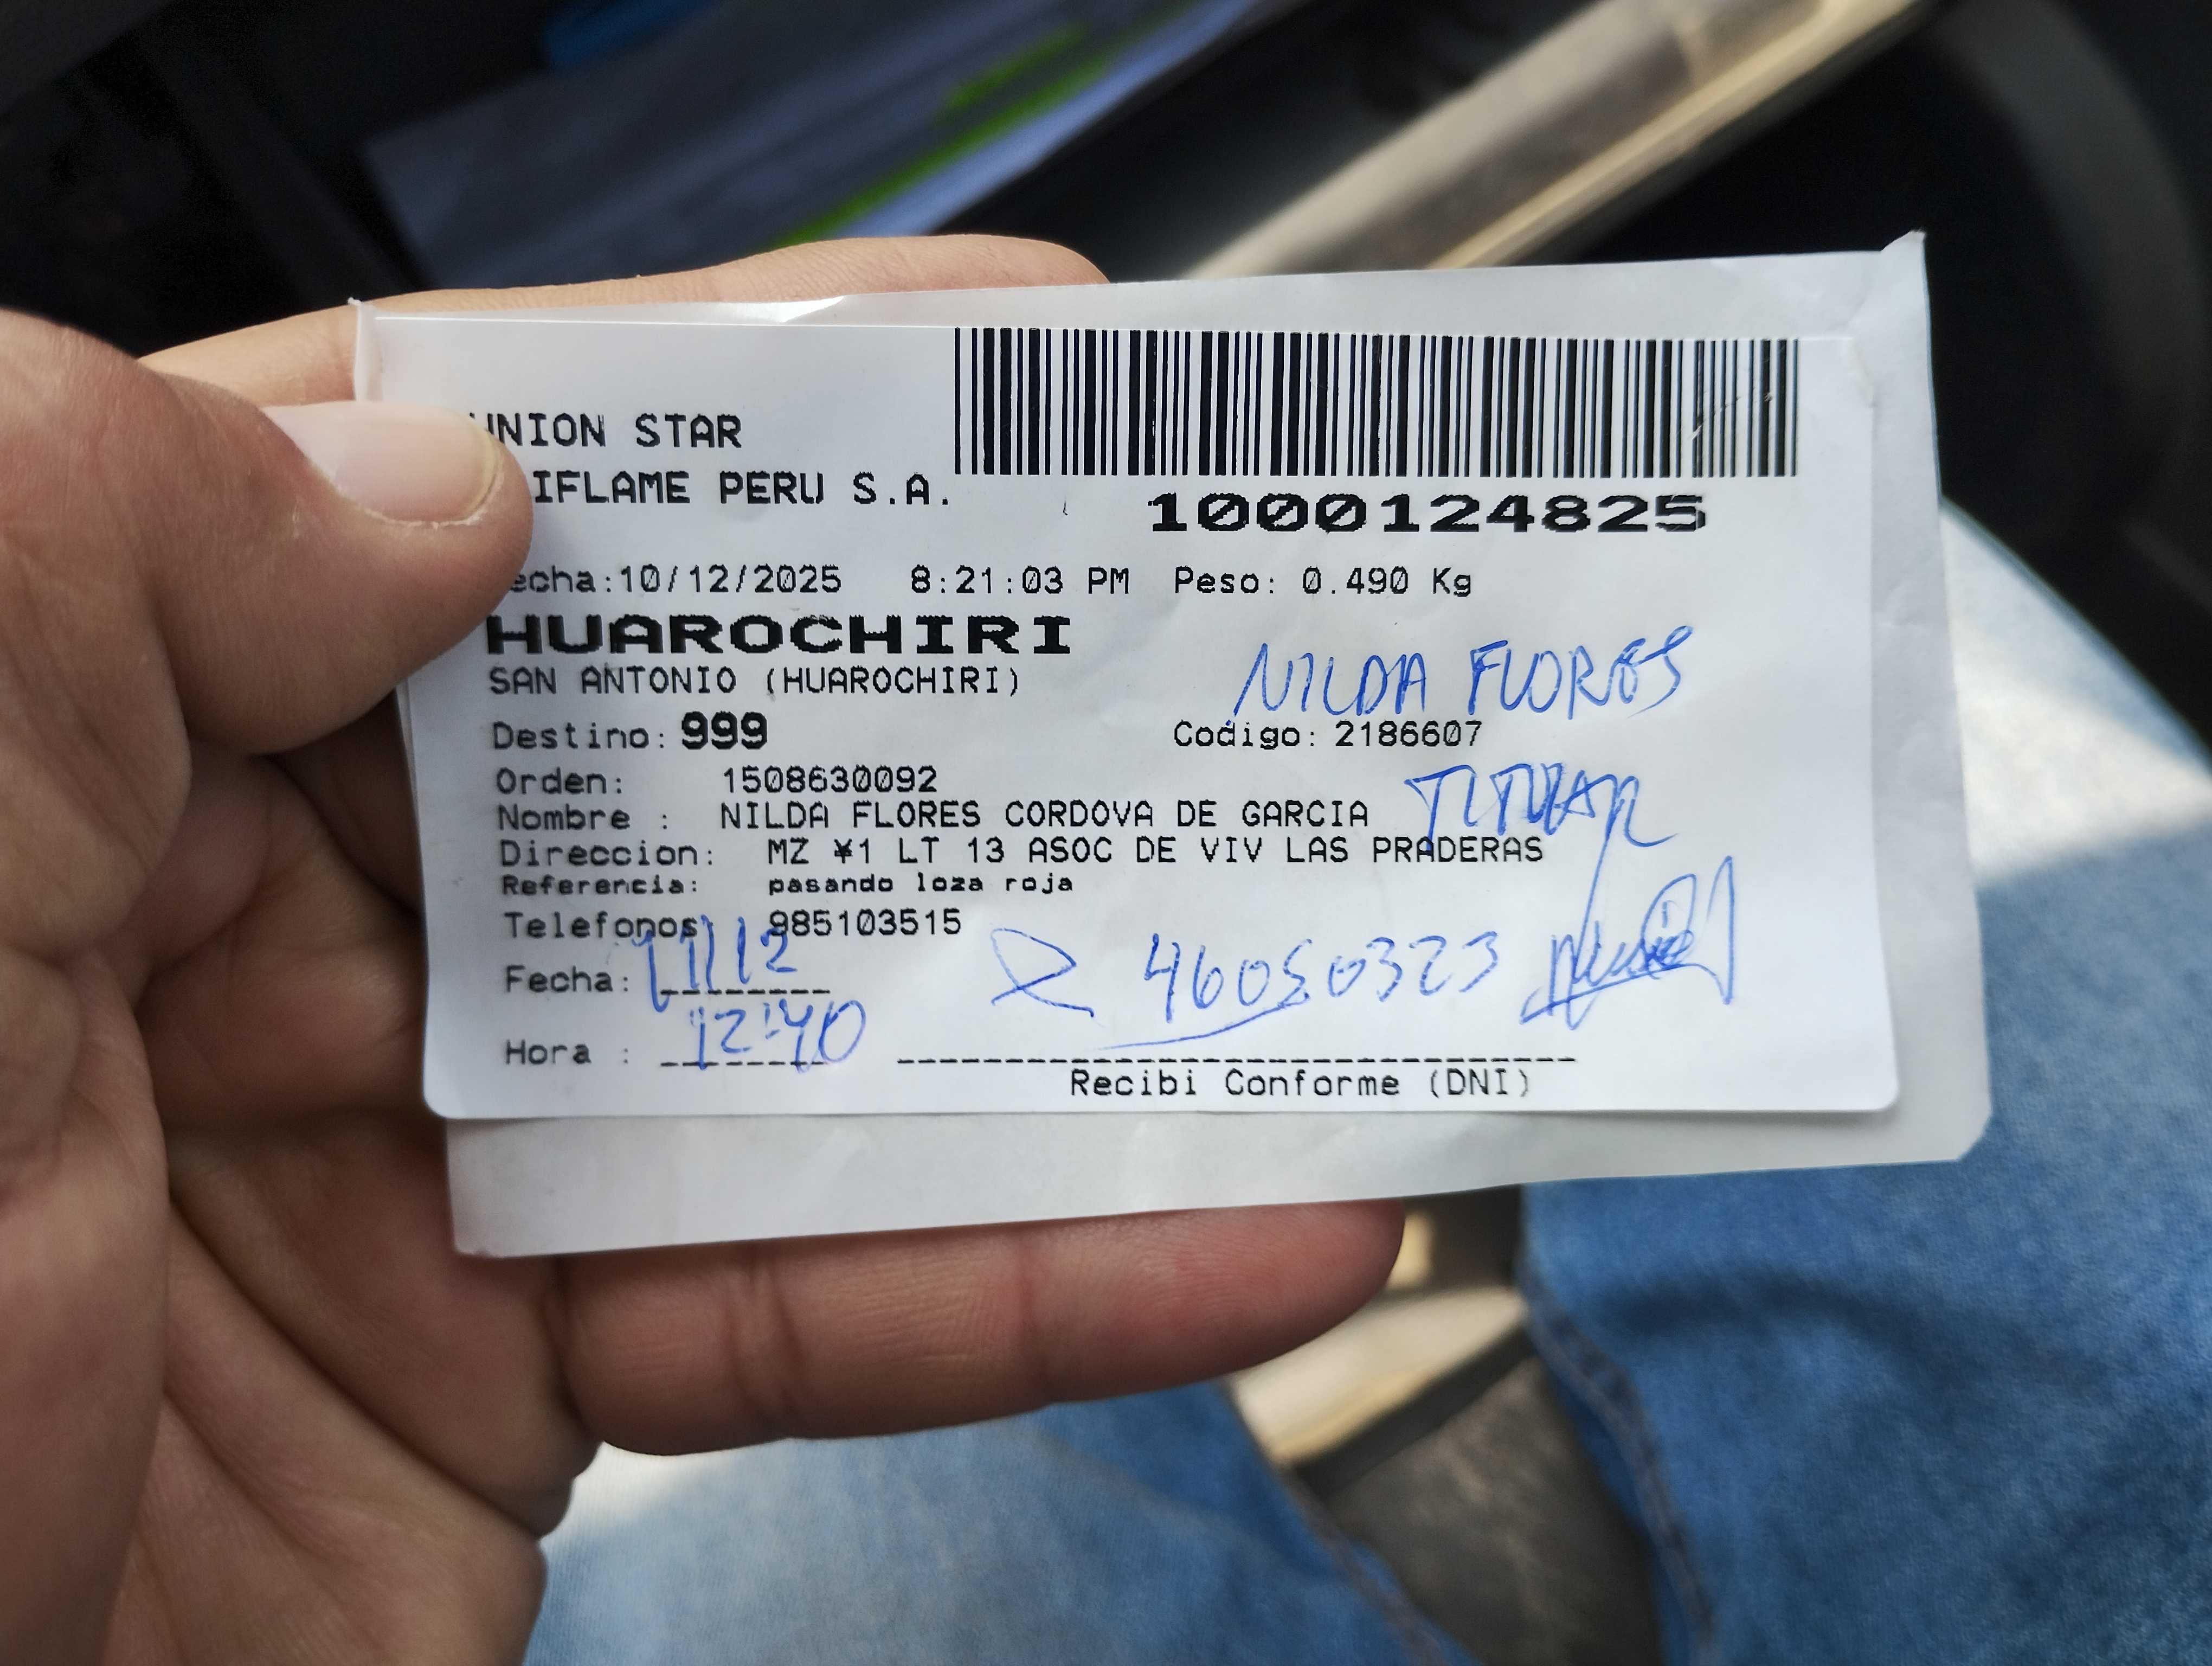 UNION STAR
IFLAME PERU S.A.
1000124825
echa:10/12/2025 8:21:03 PM Peso: 0.490 Kg
HUAROCHIRI
SAN ANTONIO (HUAROCHIRI)
NILDA FLORES
Destino: 999 Codigo: 2186607
Orden: 1508630092
TITULAR
Nombre : NILDA FLORES CORDOVA DE GARCIA
Direccion: MZ ¥1 LT 13 ASOC DE VIV LAS PRADERAS
Referencia: pasando loza roja
Telefonos 985103515
Fecha: 11/12 46050323
Hora : 12:40
Recibi Conforme (DNI)